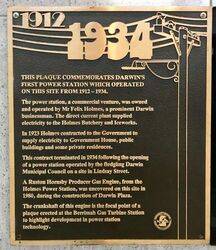 1912
1934
THIS PLAQUE COMMEMORATES DARWIN'S
FIRST POWER STATION WHICH OPERATED
ON THIS SITE FROM 1912 – 1934.
The power station, a commercial venture, was owned
and operated by Mr Felix Holmes, a prominent Darwin
businessman. The direct current plant supplied
electricity to the Holmes Butchery and Iceworks.
In 1923 Holmes contracted to the Government to
supply electricity to Government House, public
buildings and some private residences.
This contract terminated in 1934 following the opening
of a power station operated by the fledgling Darwin
Municipal Council on a site in Lindsay Street.
A Ruston Hornsby Producer Gas Engine, from the
Holmes Power Station, was uncovered on this site in
1980, during the construction of Darwin Plaza.
The crankshaft of this engine is the focal point of a
plaque erected at the Berrimah Gas Turbine Station
to highlight development in power station
technology.